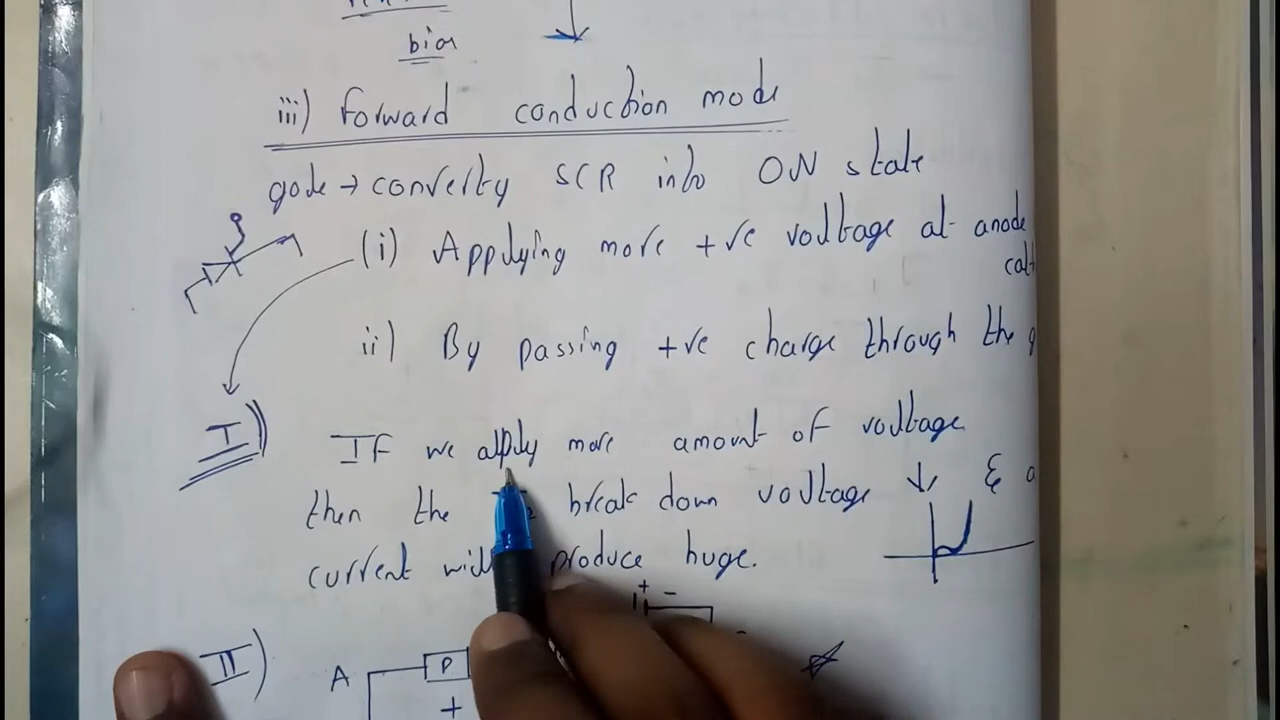 bias
iii) Forward conduction mode
gate → converty SCR into ON state
(i) Applying more +ve voltage at anode
ii) By passing +ve charge through the
I) If we apply more amount of voltage
then the break down voltage ↓ &
current will produce huge.
+ -
II) A P
+